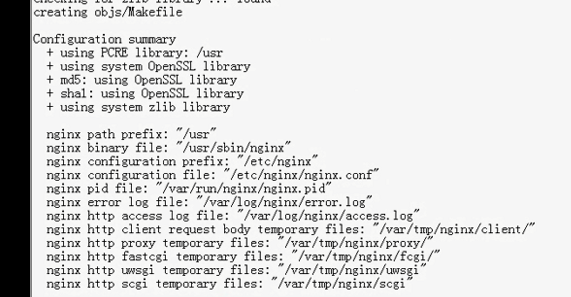 checking for zlib library ... found
creating objs/Makefile
Configuration summary
+ using PCRE library: /usr
+ using system OpenSSL library
+ md5: using OpenSSL library
+ sha1: using OpenSSL library
+ using system zlib library
nginx path prefix: "/usr"
nginx binary file: "/usr/sbin/nginx"
nginx configuration prefix: "/etc/nginx"
nginx configuration file: "/etc/nginx/nginx.conf"
nginx pid file: "/var/run/nginx/nginx.pid"
nginx error log file: "/var/log/nginx/error.log"
nginx http access log file: "/var/log/nginx/access.log"
nginx http client request body temporary files: "/var/tmp/nginx/client/"
nginx http proxy temporary files: "/var/tmp/nginx/proxy/"
nginx http fastcgi temporary files: "/var/tmp/nginx/fcgi/"
nginx http uwsgi temporary files: "/var/tmp/nginx/uwsgi"
nginx http scgi temporary files: "/var/tmp/nginx/scgi"